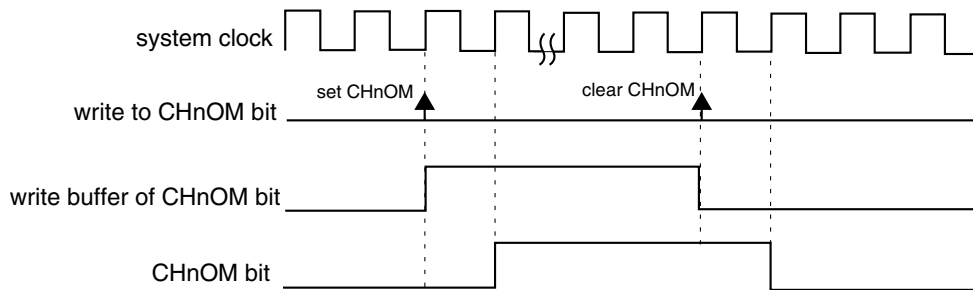 system clock
set CHnOM
clear CHnOM
write to CHnOM bit
write buffer of CHnOM bit
CHnOM bit